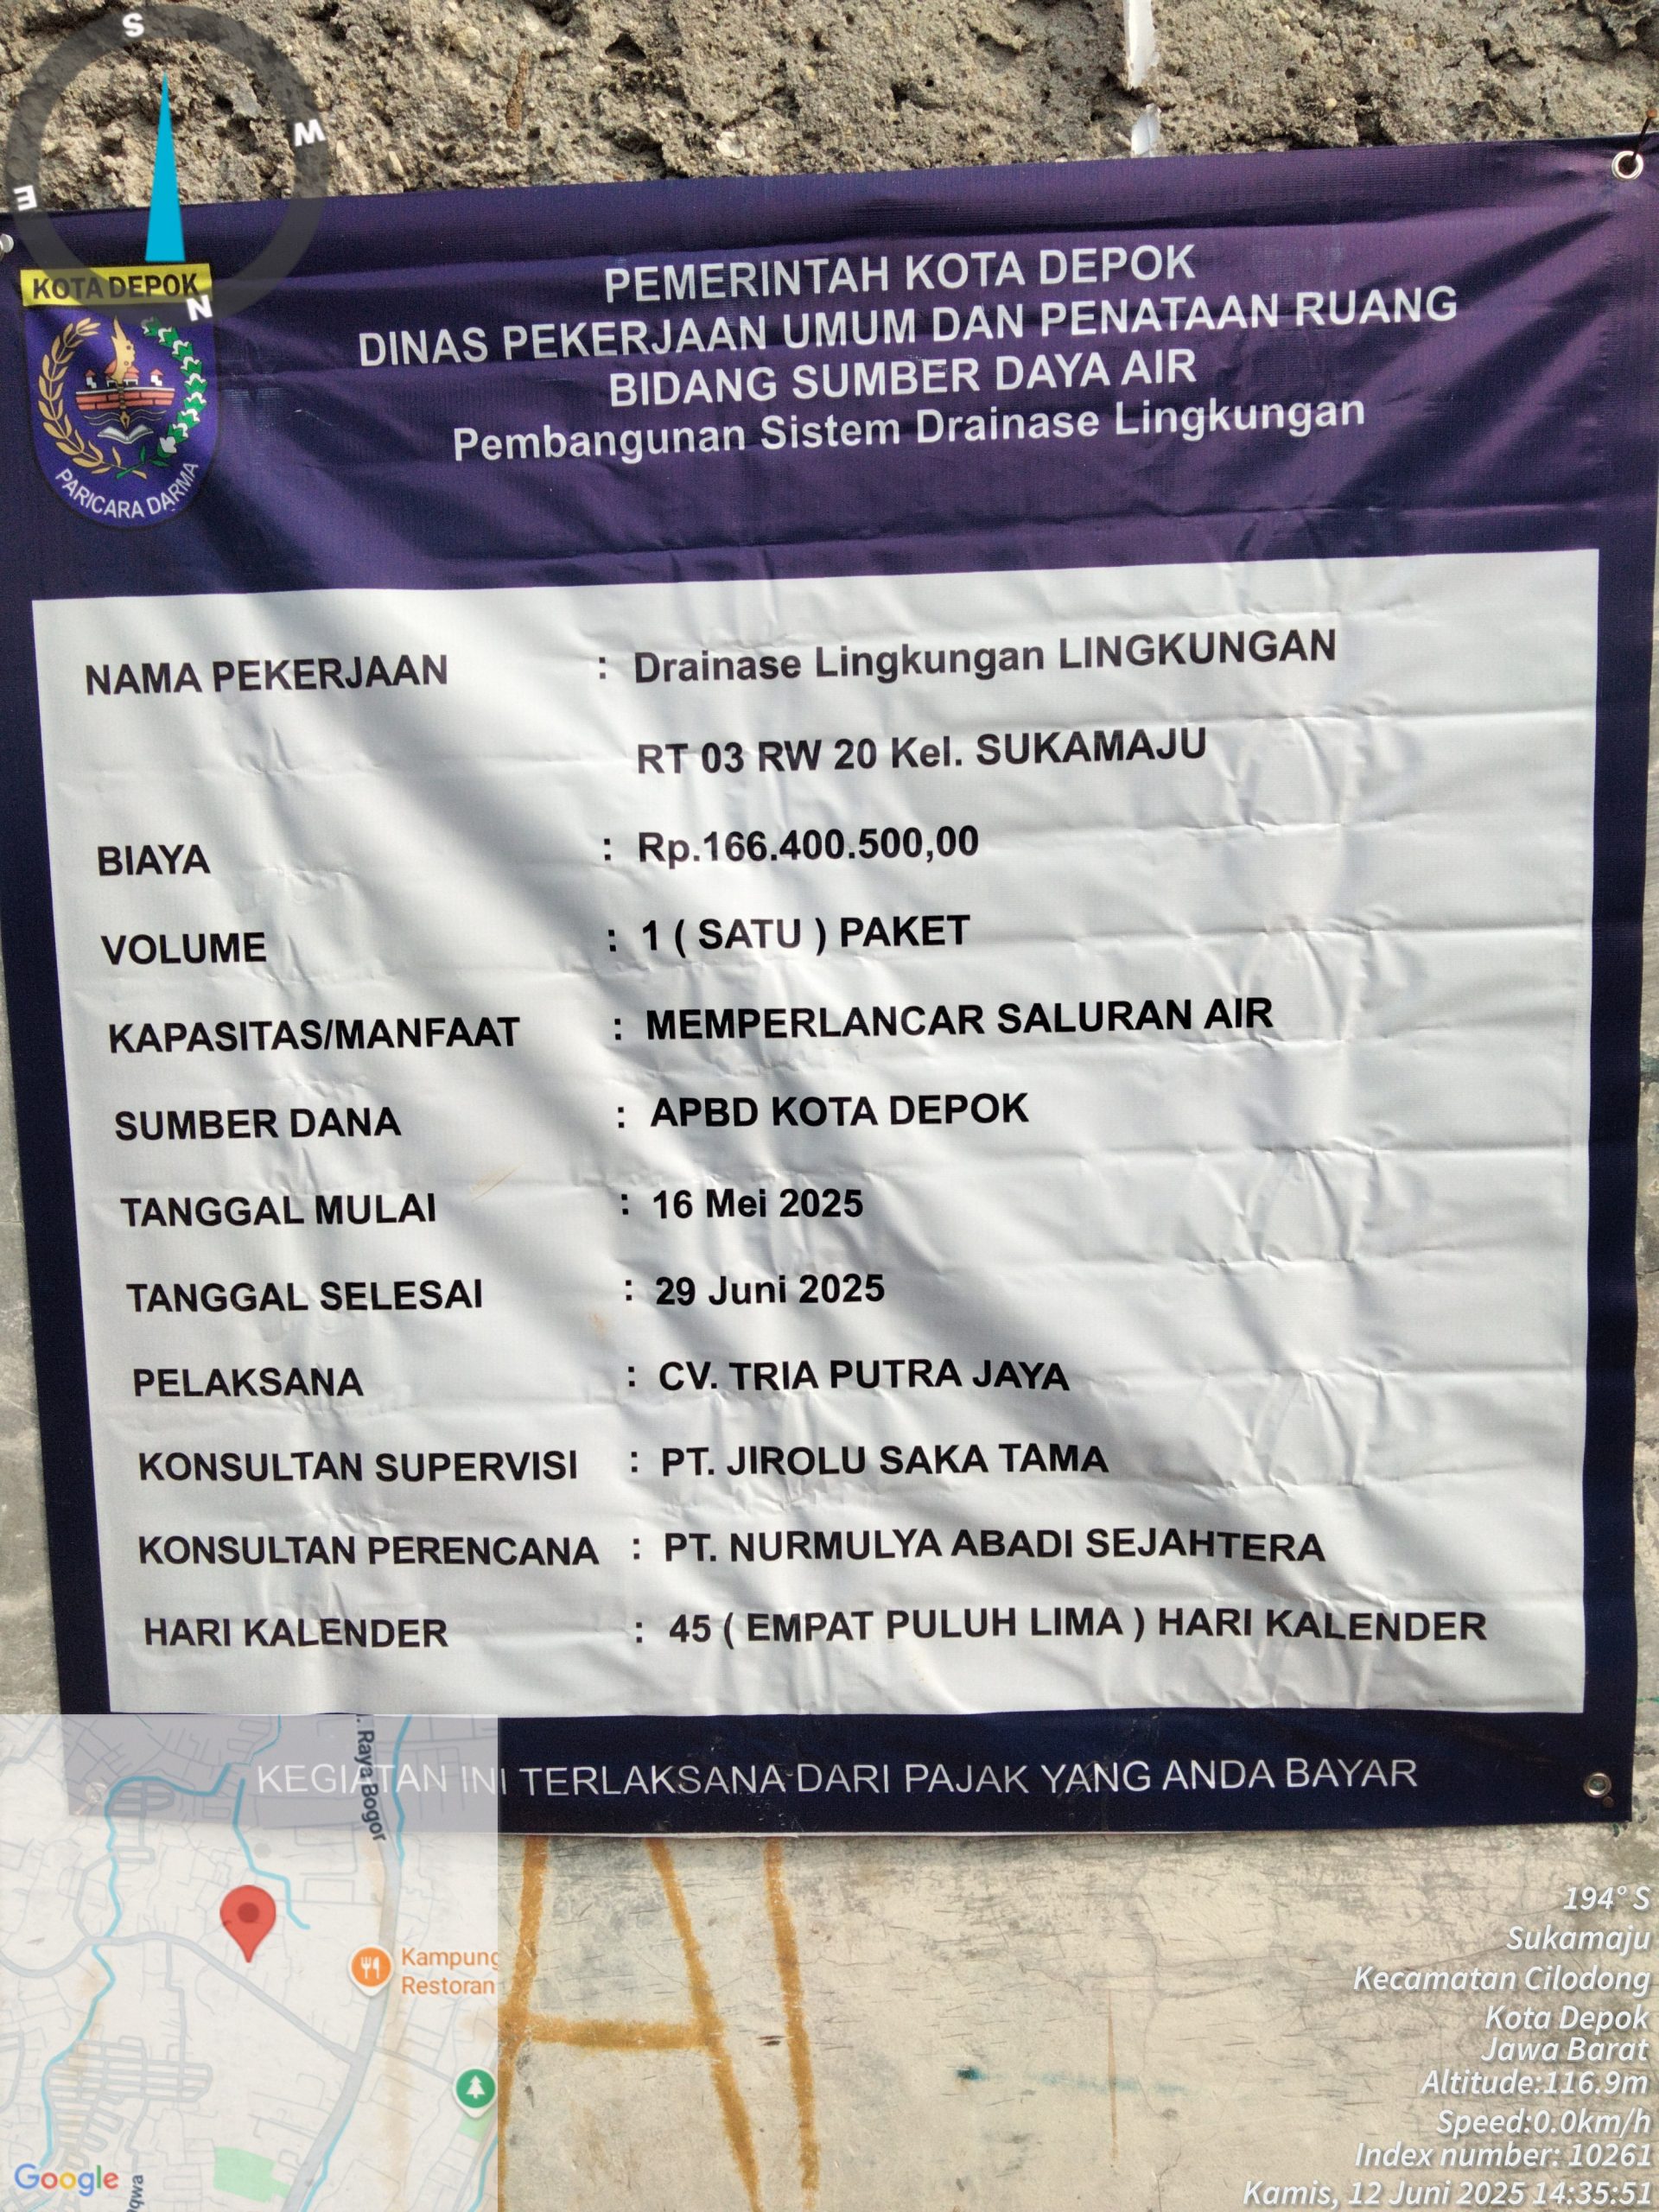 S
W
E
N
KOTA DEPOK
PARICARA DARMA
PEMERINTAH KOTA DEPOK
DINAS PEKERJAAN UMUM DAN PENATAAN RUANG
BIDANG SUMBER DAYA AIR
Pembangunan Sistem Drainase Lingkungan
NAMA PEKERJAAN : Drainase Lingkungan LINGKUNGAN
RT 03 RW 20 Kel. SUKAMAJU
BIAYA : Rp.166.400.500,00
VOLUME : 1 ( SATU ) PAKET
KAPASITAS/MANFAAT : MEMPERLANCAR SALURAN AIR
SUMBER DANA : APBD KOTA DEPOK
TANGGAL MULAI : 16 Mei 2025
TANGGAL SELESAI : 29 Juni 2025
PELAKSANA : CV. TRIA PUTRA JAYA
KONSULTAN SUPERVISI : PT. JIROLU SAKA TAMA
KONSULTAN PERENCANA : PT. NURMULYA ABADI SEJAHTERA
HARI KALENDER : 45 ( EMPAT PULUH LIMA ) HARI KALENDER
KEGIATAN INI TERLAKSANA DARI PAJAK YANG ANDA BAYAR
Raya Bogor
Kampung
Restoran
Google
194° S
Sukamaju
Kecamatan Cilodong
Kota Depok
Jawa Barat
Altitude:116.9m
Speed:0.0km/h
Index number: 10261
Kamis, 12 Juni 2025 14:35:51